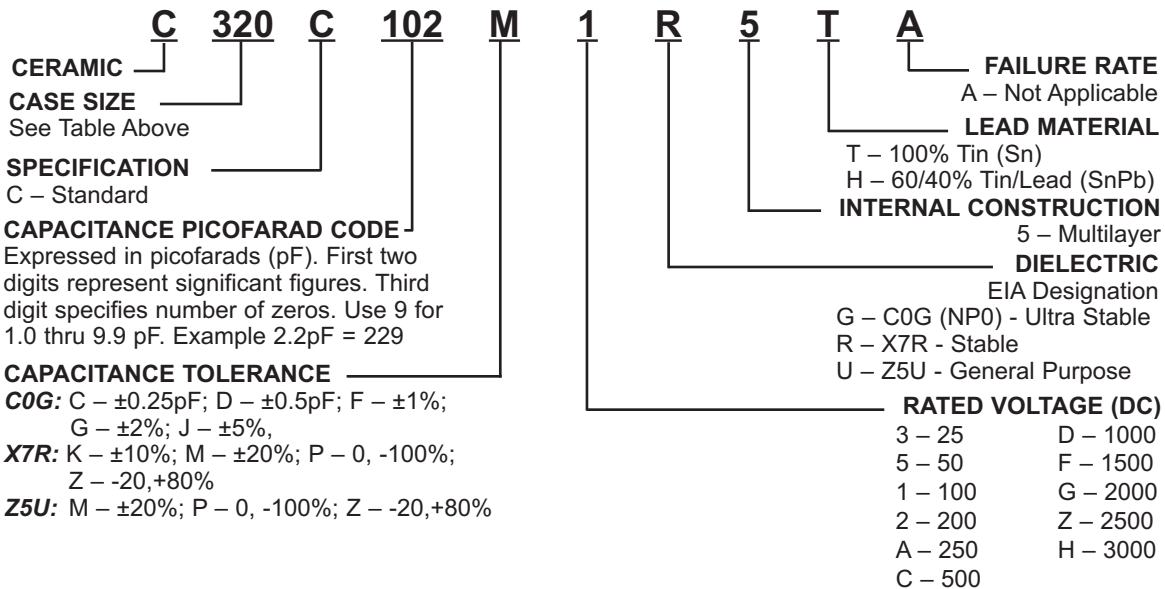 C 320 C 102 M 1 R 5 T A
CERAMIC
CASE SIZE
See Table Above
SPECIFICATION
C – Standard
CAPACITANCE PICOFARAD CODE
Expressed in picofarads (pF). First two
digits represent significant figures. Third
digit specifies number of zeros. Use 9 for
1.0 thru 9.9 pF. Example 2.2pF = 229
CAPACITANCE TOLERANCE
C0G: C – ±0.25pF; D – ±0.5pF; F – ±1%;
G – ±2%; J – ±5%,
X7R: K – ±10%; M – ±20%; P – 0, -100%;
Z – -20,+80%
Z5U: M – ±20%; P – 0, -100%; Z – -20,+80%
FAILURE RATE
A – Not Applicable
LEAD MATERIAL
T – 100% Tin (Sn)
H – 60/40% Tin/Lead (SnPb)
INTERNAL CONSTRUCTION
5 – Multilayer
DIELECTRIC
EIA Designation
G – C0G (NP0) - Ultra Stable
R – X7R - Stable
U – Z5U - General Purpose
RATED VOLTAGE (DC)
3 – 25 D – 1000
5 – 50 F – 1500
1 – 100 G – 2000
2 – 200 Z – 2500
A – 250 H – 3000
C – 500